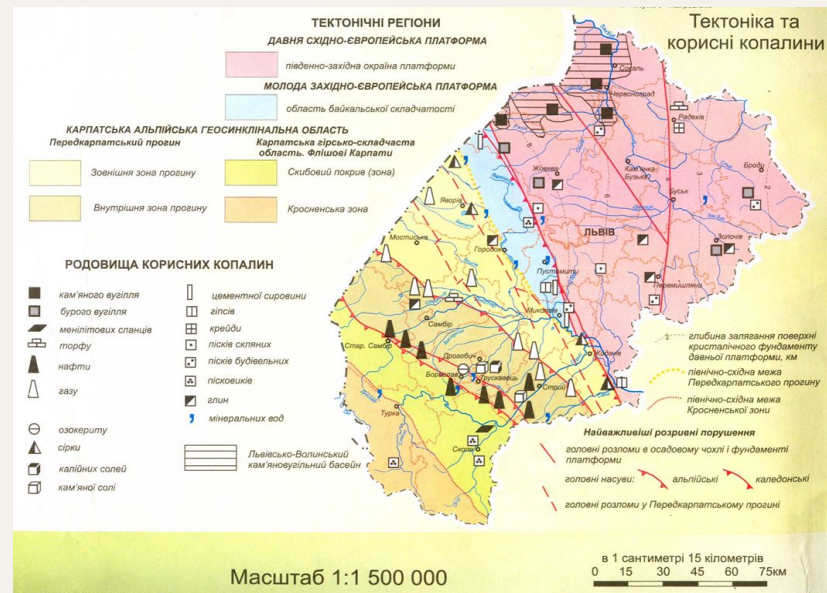 Тектоніка та
корисні копалини
ТЕКТОНІЧНІ РЕГІОНИ
ДАВНЯ СХІДНО-ЄВРОПЕЙСЬКА ПЛАТФОРМА
південно-західна окраїна платформи
МОЛОДА ЗАХІДНО-ЄВРОПЕЙСЬКА ПЛАТФОРМА
область байкальської складчатості
КАРПАТСЬКА АЛЬПІЙСЬКА ГЕОСИНКЛІНАЛЬНА ОБЛАСТЬ
Передкарпатський прогин
Карпатська гірсько-складчаста
область. Флішові Карпати
Зовнішня зона прогину
Скибовий покрив (зона)
Внутрішня зона прогину
Кросненська зона
РОДОВИЩА КОРИСНИХ КОПАЛИН
кам'яного вугілля
бурого вугілля
менілітових сланців
торфу
нафти
газу
озокериту
сірки
калійних солей
кам'яної солі
цементної сировини
гіпсів
крейди
пісків скляних
пісків будівельних
пісковиків
глин
мінеральних вод
Львівсько-Волинський
кам'яновугільний басейн
Сокаль
Червоноград
Радехів
Жовква
Кам'янка-
Бузька
Броди
Буськ
Яворів
ЛЬВІВ
Золочів
Мостиська
Городок
Пустомити
Перемишляни
Миколаїв
Самбір
Стар. Самбір
Дрогобич
Борислав
Трускавець
Стрий
Жидачів
Турка
Сколе
глибина залягання поверхні
кристалічного фундаменту
давньої платформи, км
північно-східна межа
Передкарпатського прогину
північно-східна межа
Кросненської зони
Найважливіші розривні порушення
головні розломи в осадовому чохлі і фундаменті
платформи
головні насуви:
альпійські
каледонські
головні розломи у Передкарпатському прогині
Масштаб 1:1 500 000
в 1 сантиметрі 15 кілометрів
0 15 30 45 60 75км